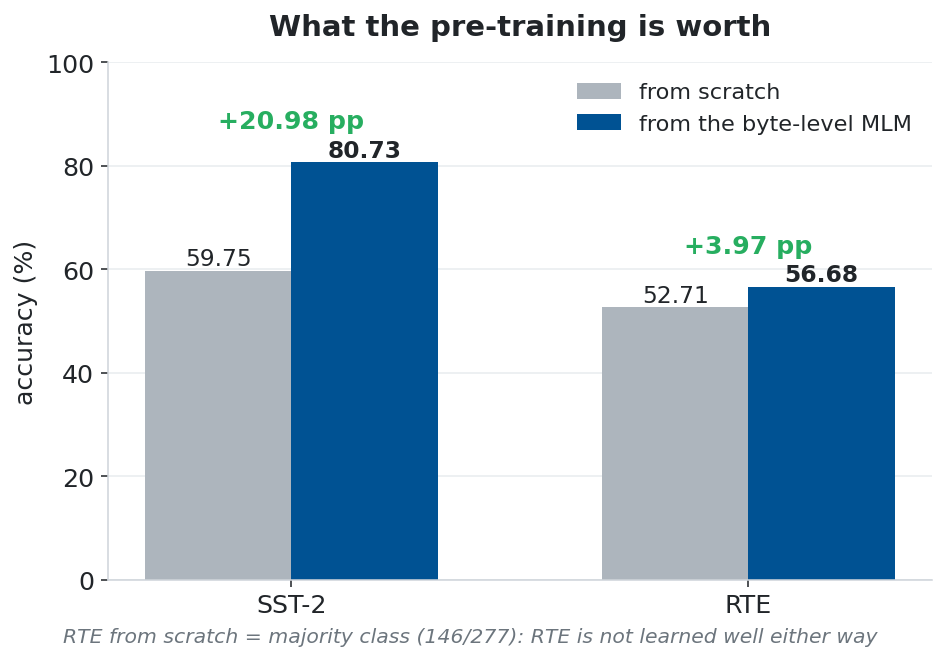 What the pre-training is worth
from scratch
from the byte-level MLM
accuracy (%)
100
80
60
40
20
0
+20.98 pp
59.75
80.73
+3.97 pp
52.71
56.68
SST-2
RTE
RTE from scratch = majority class (146/277): RTE is not learned well either way